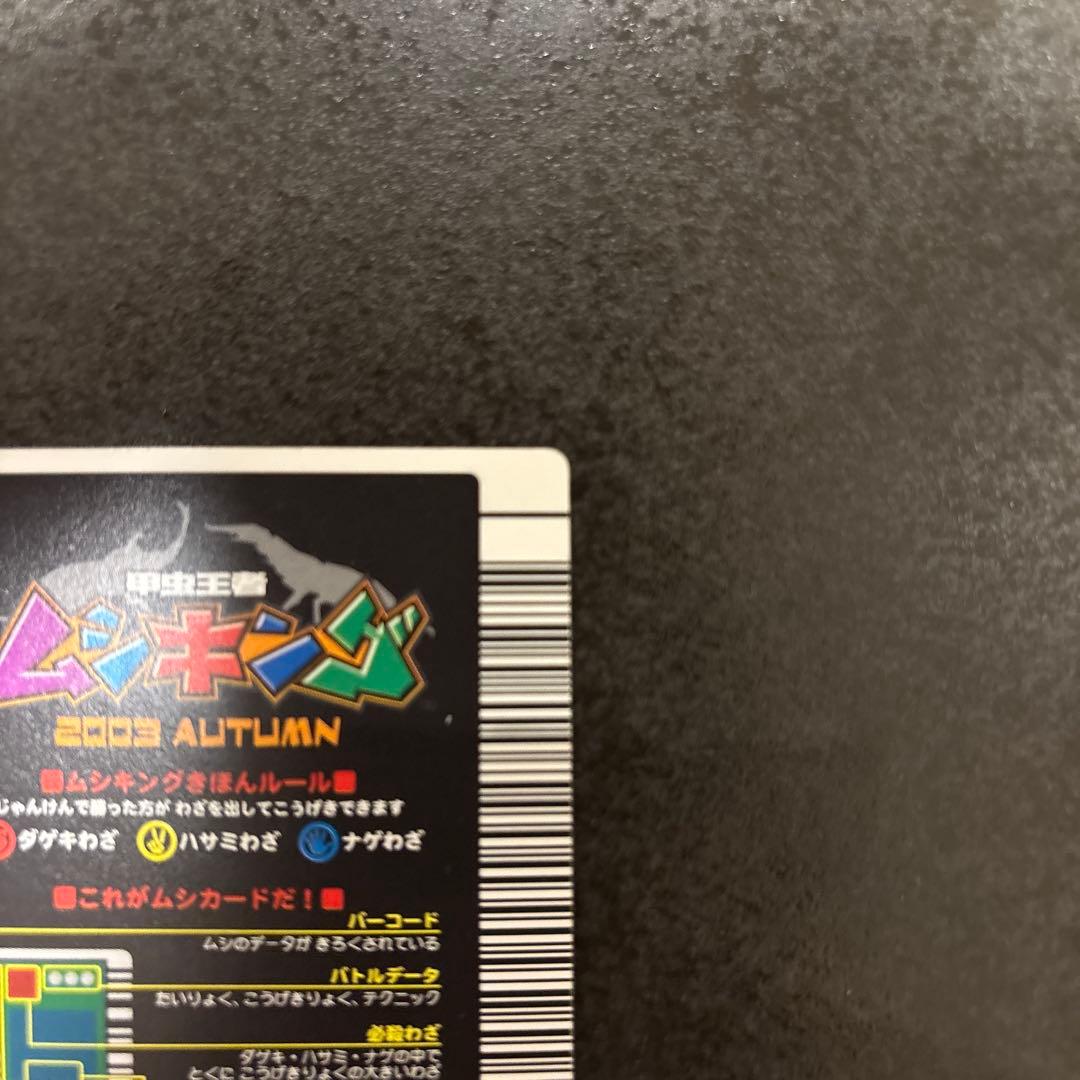 甲虫王者
ムシキング
2003 AUTUMN
■ムシキングきほんルール■
じゃんけんで勝った方が わざを出してこうげきできます
ダゲキわざ ハサミわざ ナゲわざ
■これがムシカードだ！■
バーコード
ムシのデータが きろくされている
バトルデータ
たいりょく、こうげきりょく、テクニック
必殺わざ
ダゲキ・ハサミ・ナゲの中で
とくに こうげきりょくの大きいわざ